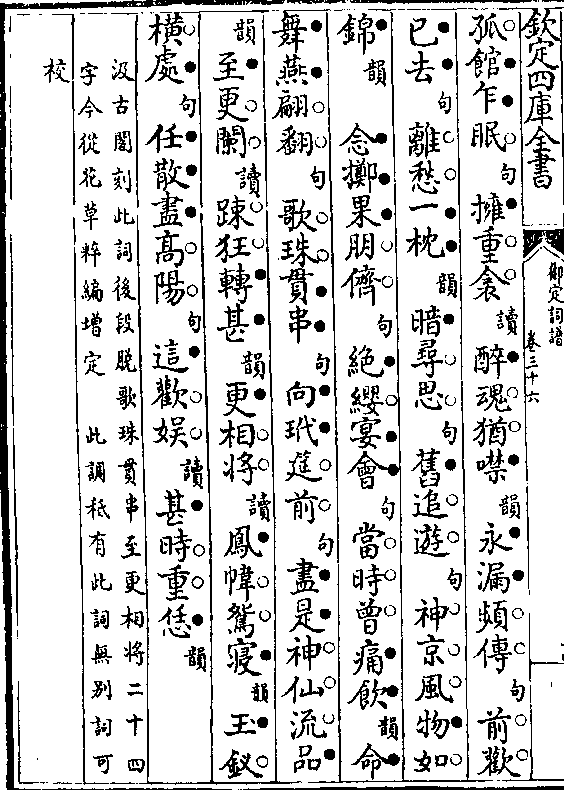 欽定四庫全書
御定詞譜
卷三十六
孤館乍眠句擁重衾讀醉魂猶噤韻永漏頻傳句前歡
已去句離愁一枕韻暗尋思句舊追遊句神京風物如
錦韻念擲果朋儕句絶纓宴會句當時曾痛飲韻命
舞燕翩翻句歌珠貫串句向玳筵前句盡是神仙流品
韻至更闌讀踈狂轉甚韻更相將讀鳳幃鴛寢韻玉釵
横處句任散盡高陽句這歡娱讀甚時重恁韻
汲古閣刻此詞後段脱歌珠貫串至更相將二十四
字今從花草粹編增定 此調秖有此詞無别詞可
校